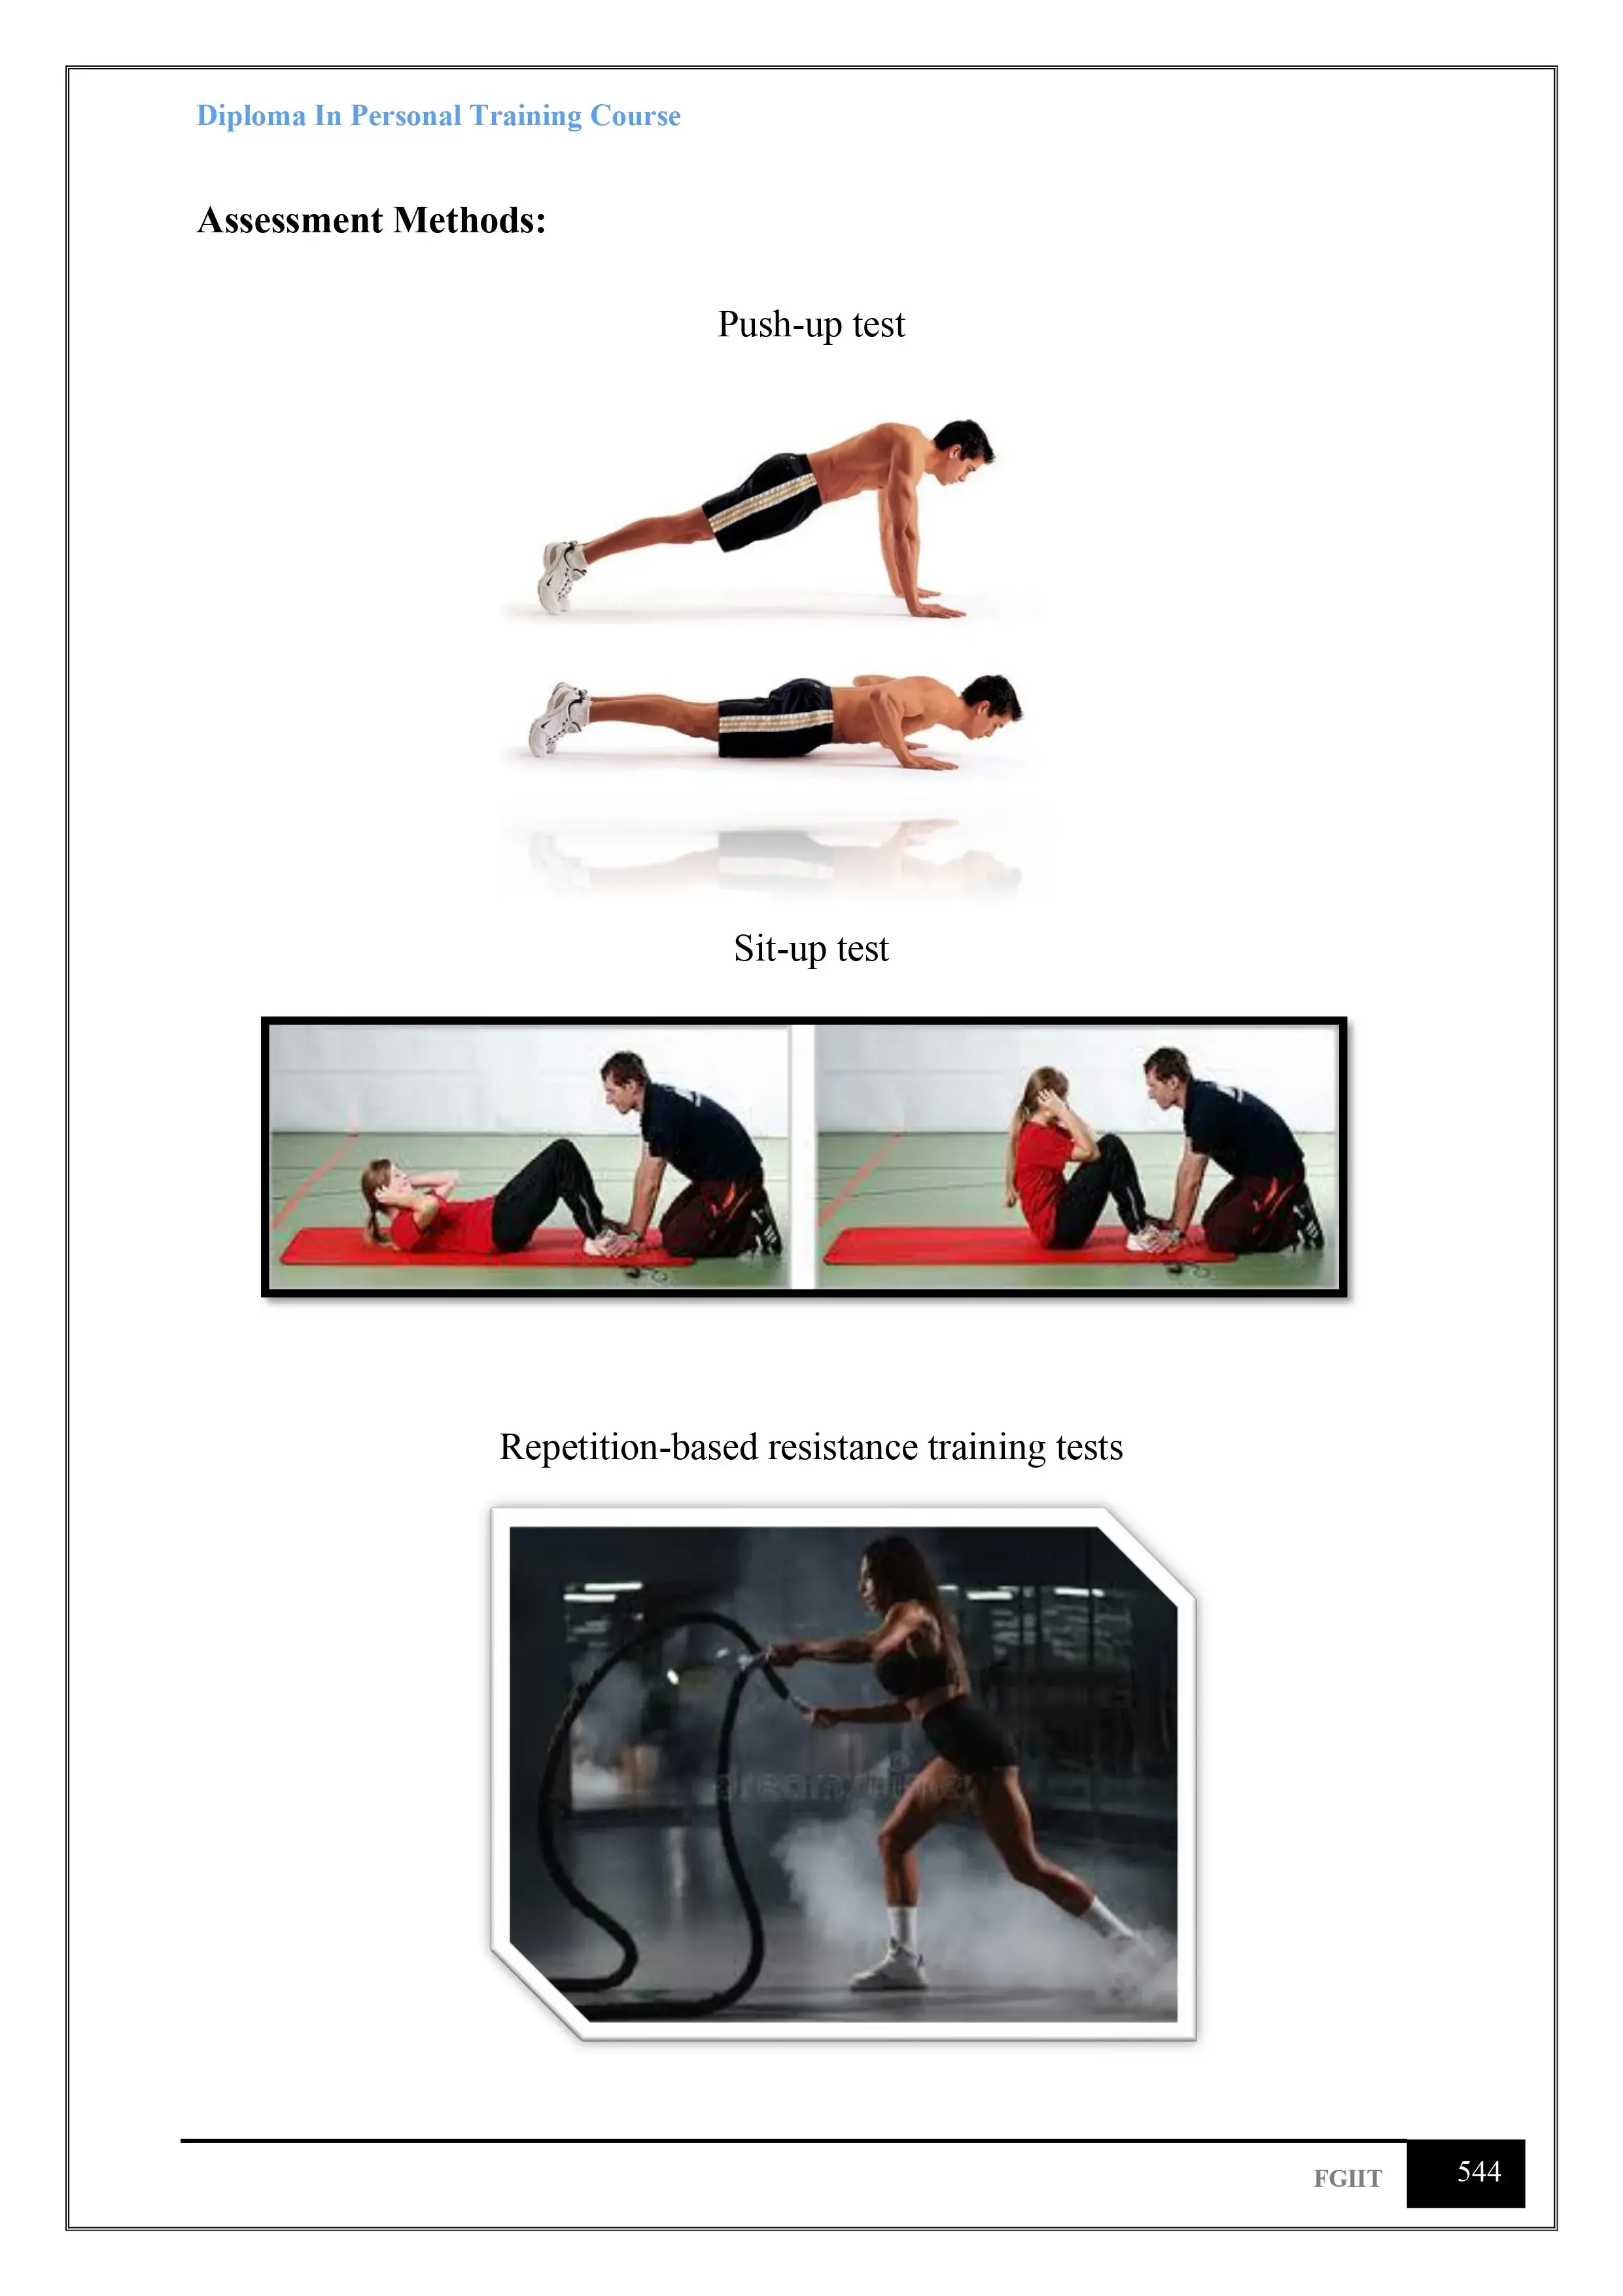 Diploma In Personal Training Course
Assessment Methods:
Push-up test
Sit-up test
Repetition-based resistance training tests
dreamstime
FGIIT
544